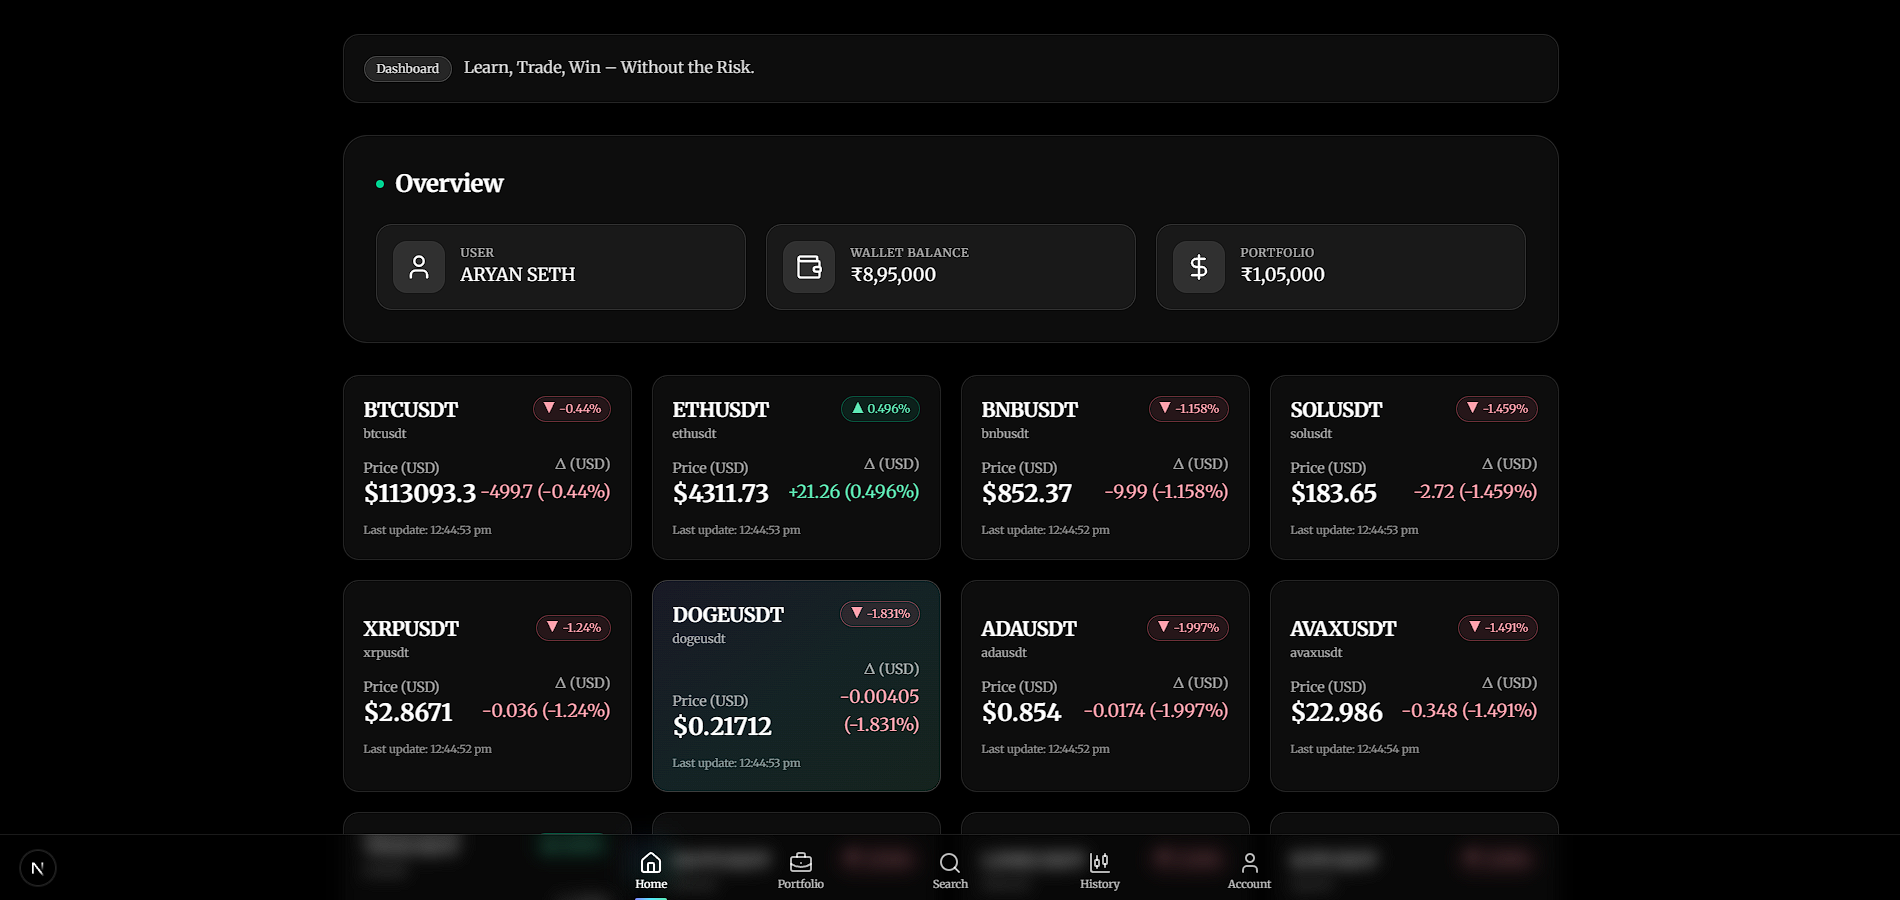 Dashboard Learn, Trade, Win – Without the Risk.
Overview
USER
ARYAN SETH
WALLET BALANCE
₹8,95,000
PORTFOLIO
₹1,05,000
BTCUSDT ▼ -0.44%
btcusdt
Price (USD) Δ (USD)
$113093.3 -499.7 (-0.44%)
Last update: 12:44:53 pm
ETHUSDT ▲ 0.496%
ethusdt
Price (USD) Δ (USD)
$4311.73 +21.26 (0.496%)
Last update: 12:44:53 pm
BNBUSDT ▼ -1.158%
bnbusdt
Price (USD) Δ (USD)
$852.37 -9.99 (-1.158%)
Last update: 12:44:52 pm
SOLUSDT ▼ -1.459%
solusdt
Price (USD) Δ (USD)
$183.65 -2.72 (-1.459%)
Last update: 12:44:53 pm
XRPUSDT ▼ -1.24%
xrpusdt
Price (USD) Δ (USD)
$2.8671 -0.036 (-1.24%)
Last update: 12:44:52 pm
DOGEUSDT ▼ -1.831%
dogeusdt
Δ (USD)
Price (USD) -0.00405
$0.21712 (-1.831%)
Last update: 12:44:53 pm
ADAUSDT ▼ -1.997%
adausdt
Price (USD) Δ (USD)
$0.854 -0.0174 (-1.997%)
Last update: 12:44:52 pm
AVAXUSDT ▼ -1.491%
avaxusdt
Price (USD) Δ (USD)
$22.986 -0.348 (-1.491%)
Last update: 12:44:54 pm
N
Home
Portfolio
Search
History
Account